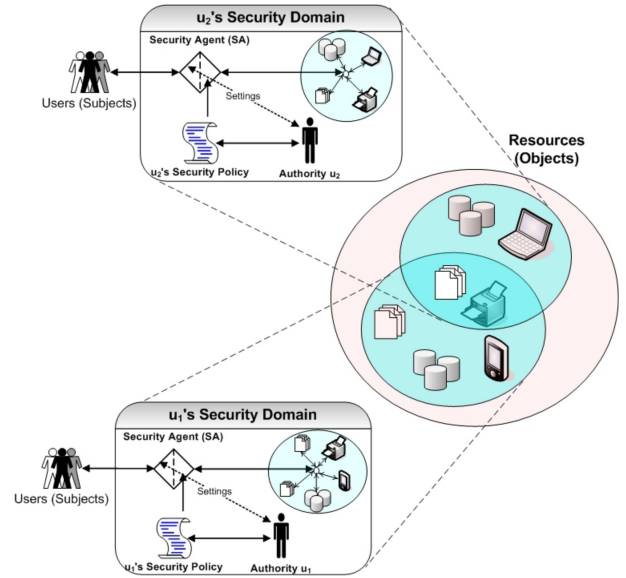 u₂'s Security Domain
Security Agent (SA)
Users (Subjects)
Settings
u₂'s Security Policy
Authority u₂
Resources
(Objects)
u₁'s Security Domain
Security Agent (SA)
Users (Subjects)
Settings
u₁'s Security Policy
Authority u₁